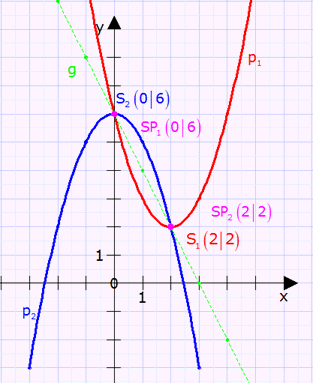 y
g
p₁
S₂(0|6)
SP₁(0|6)
SP₂(2|2)
S₁(2|2)
1
0
1
x
p₂